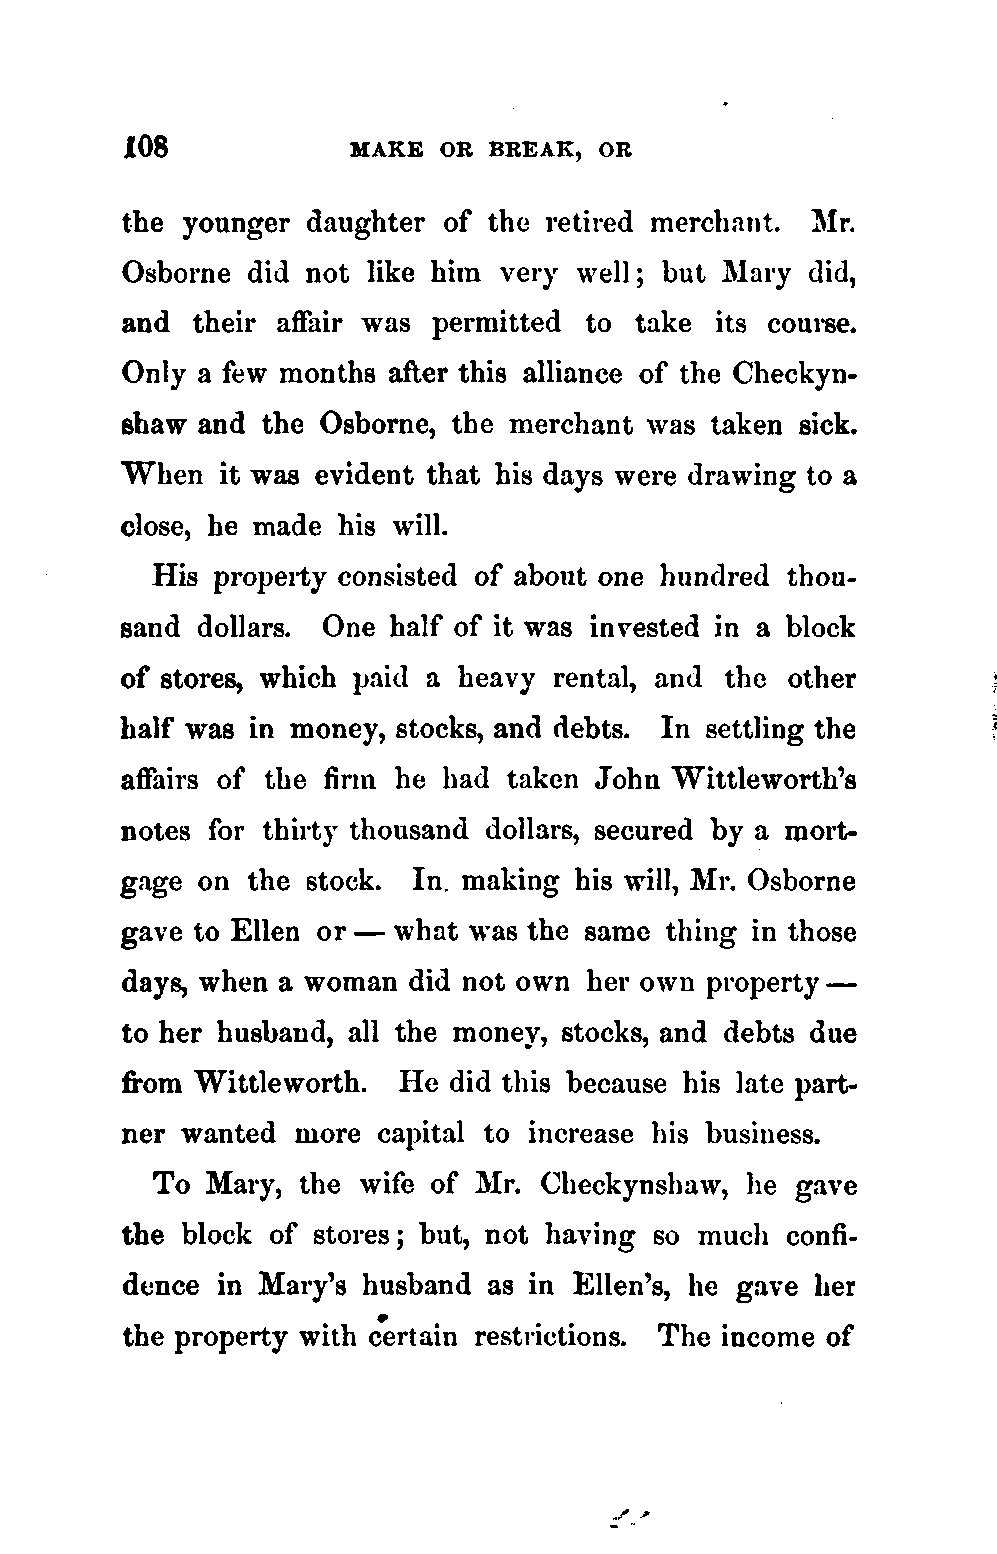 108 MAKE OR BREAK, OR
the younger daughter of the retired merchant. Mr.
Osborne did not like him very well; but Mary did,
and their affair was permitted to take its course.
Only a few months after this alliance of the Checkyn-
shaw and the Osborne, the merchant was taken sick.
When it was evident that his days were drawing to a
close, he made his will.
His property consisted of about one hundred thou-
sand dollars. One half of it was invested in a block
of stores, which paid a heavy rental, and the other
half was in money, stocks, and debts. In settling the
affairs of the firm he had taken John Wittleworth's
notes for thirty thousand dollars, secured by a mort-
gage on the stock. In. making his will, Mr. Osborne
gave to Ellen or — what was the same thing in those
days, when a woman did not own her own property —
to her husband, all the money, stocks, and debts due
from Wittleworth. He did this because his late part-
ner wanted more capital to increase his business.
To Mary, the wife of Mr. Checkynshaw, he gave
the block of stores; but, not having so much confi-
dence in Mary's husband as in Ellen's, he gave her
the property with certain restrictions. The income of